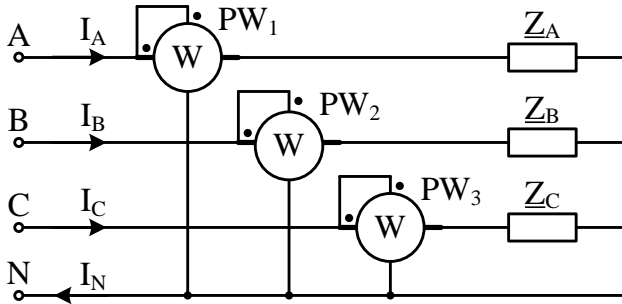 A I_A W PW_1 Z_A
B I_B W PW_2 Z_B
C I_C W PW_3 Z_C
N I_N